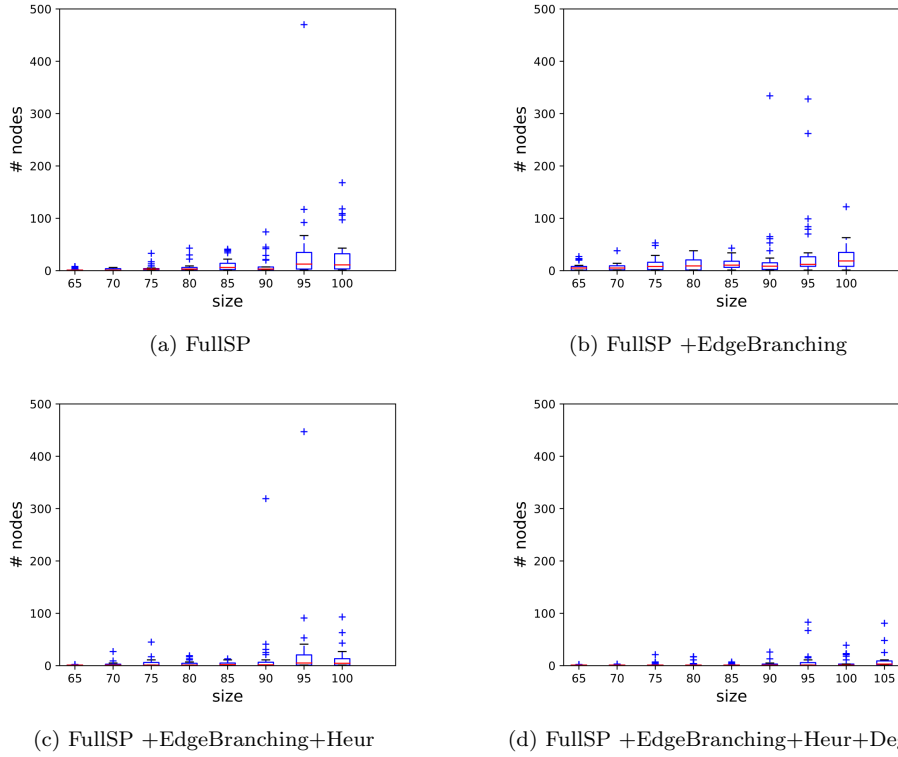 500
400
300
200
100
0
# nodes
65 70 75 80 85 90 95 100
size
(a) FullSP
500
400
300
200
100
0
# nodes
65 70 75 80 85 90 95 100
size
(b) FullSP +EdgeBranching
500
400
300
200
100
0
# nodes
65 70 75 80 85 90 95 100
size
(c) FullSP +EdgeBranching+Heur
500
400
300
200
100
0
# nodes
65 70 75 80 85 90 95 100 105
size
(d) FullSP +EdgeBranching+Heur+De